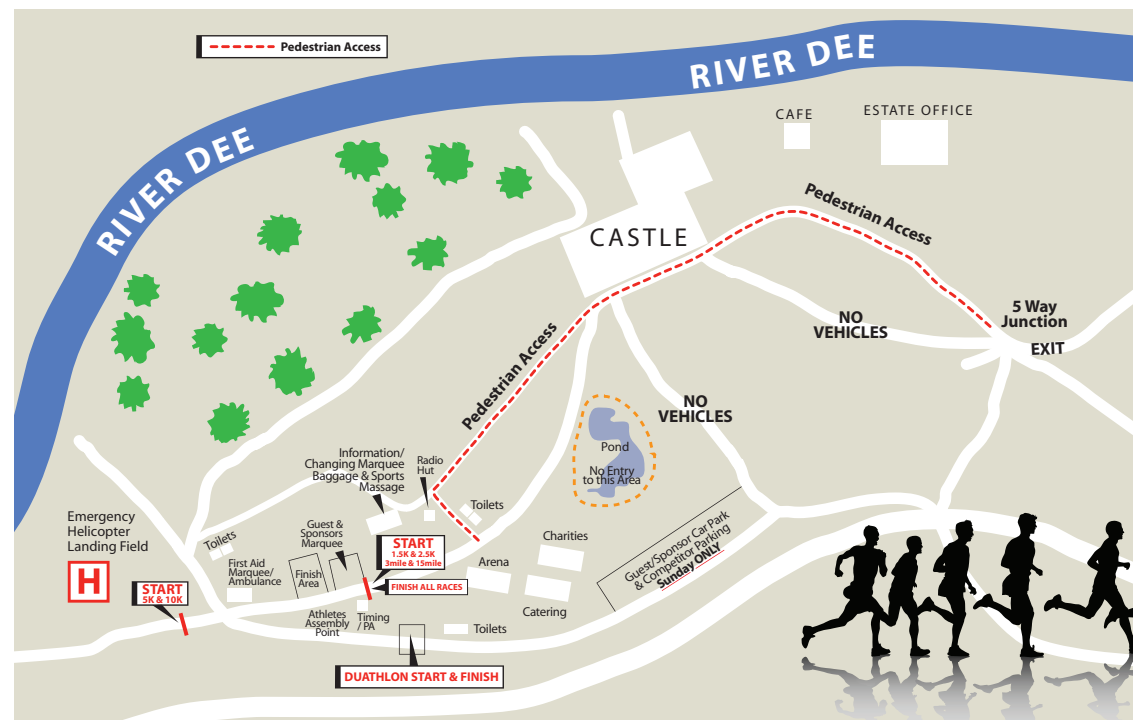 Pedestrian Access
RIVER DEE
RIVER DEE
CAFE
ESTATE OFFICE
Pedestrian Access
CASTLE
5 Way
Junction
EXIT
NO
VEHICLES
Pedestrian Access
NO
VEHICLES
Pond
No Entry
to this Area
Information/
Changing Marquee
Baggage & Sports
Massage
Radio
Hut
Toilets
Emergency
Helicopter
Landing Field
H
Toilets
Guest &
Sponsors
Marquee
START
1.5K & 2.5K
3mile & 15mile
FINISH ALL RACES
First Aid
Marquee/
Ambulance
Finish
Area
START
5K & 10K
Arena
Charities
Catering
Guest/Sponsor Car Park
& Competitor Parking
Sunday ONLY
Athletes
Assembly
Point
Timing
/ PA
Toilets
DUATHLON START & FINISH